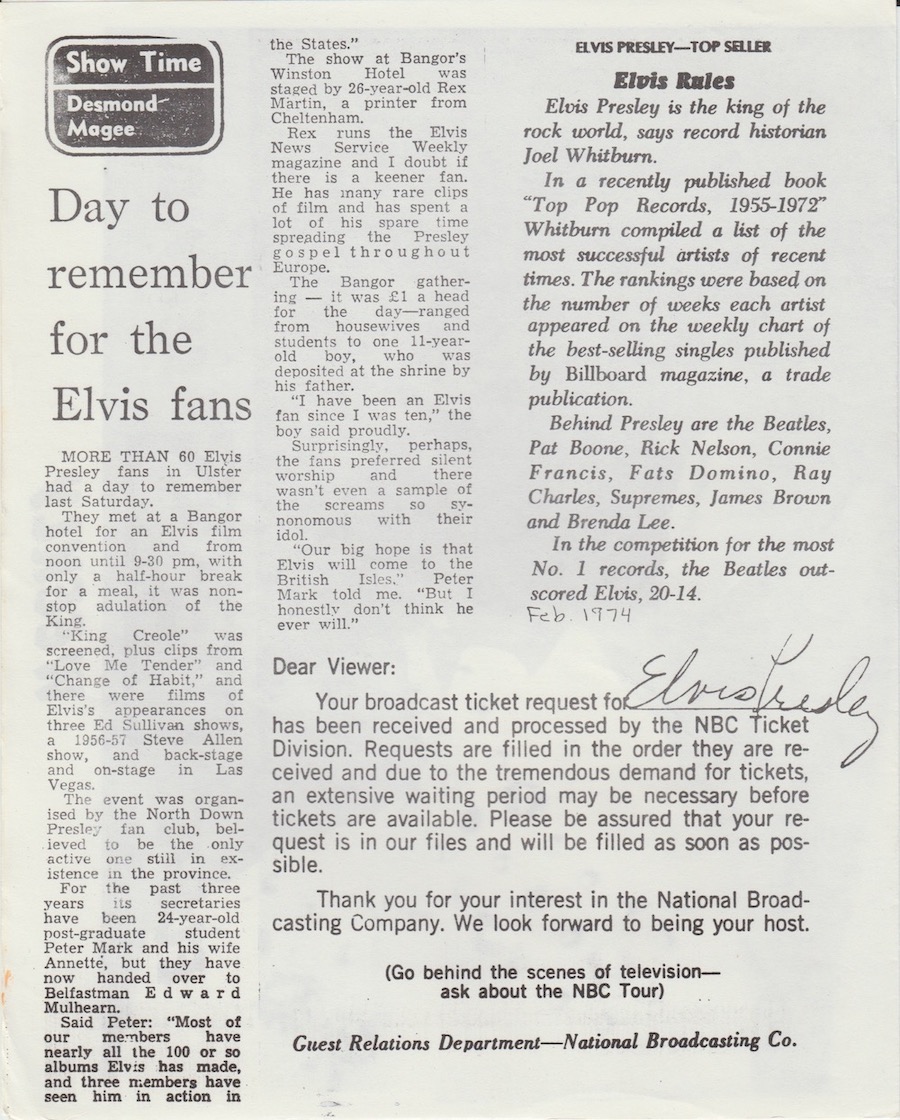 Show Time
Desmond
Magee
Day to
remember
for the
Elvis fans
MORE THAN 60 Elvis
Presley fans in Ulster
had a day to remember
last Saturday.
They met at a Bangor
hotel for an Elvis film
convention and from
noon until 9-30 pm, with
only a half-hour break
for a meal, it was non-
stop adulation of the
King.
"King Creole" was
screened, plus clips from
"Love Me Tender" and
"Change of Habit," and
there were films of
Elvis's appearances on
three Ed Sullivan shows,
a 1956-57 Steve Allen
show, and back-stage
and on-stage in Las
Vegas.
The event was organ-
ised by the North Down
Presley fan club, bel-
ieved to be the only
active one still in ex-
istence in the province.
For the past three
years its secretaries
have been 24-year-old
post-graduate student
Peter Mark and his wife
Annette, but they have
now handed over to
Belfastman Edward
Mulhearn.
Said Peter: "Most of
our members have
nearly all the 100 or so
albums Elvis has made,
and three members have
seen him in action in
the States."
The show at Bangor's
Winston Hotel was
staged by 26-year-old Rex
Martin, a printer from
Cheltenham.
Rex runs the Elvis
News Service Weekly
magazine and I doubt if
there is a keener fan.
He has many rare clips
of film and has spent a
lot of his spare time
spreading the Presley
gospel throughout
Europe.
The Bangor gather-
ing — it was £1 a head
for the day—ranged
from housewives and
students to one 11-year-
old boy, who was
deposited at the shrine by
his father.
"I have been an Elvis
fan since I was ten," the
boy said proudly.
Surprisingly, perhaps,
the fans preferred silent
worship and there
wasn't even a sample of
the screams so sy-
nonomous with their
idol.
"Our big hope is that
Elvis will come to the
British Isles." Peter
Mark told me. "But I
honestly don't think he
ever will."
ELVIS PRESLEY—TOP SELLER
Elvis Rules
Elvis Presley is the king of the
rock world, says record historian
Joel Whitburn.
In a recently published book
"Top Pop Records, 1955-1972"
Whitburn compiled a list of the
most successful artists of recent
times. The rankings were based on
the number of weeks each artist
appeared on the weekly chart of
the best-selling singles published
by Billboard magazine, a trade
publication.
Behind Presley are the Beatles,
Pat Boone, Rick Nelson, Connie
Francis, Fats Domino, Ray
Charles, Supremes, James Brown
and Brenda Lee.
In the competition for the most
No. 1 records, the Beatles out-
scored Elvis, 20-14.
Feb. 1974
Dear Viewer:
Your broadcast ticket request for Elvis Presley
has been received and processed by the NBC Ticket
Division. Requests are filled in the order they are re-
ceived and due to the tremendous demand for tickets,
an extensive waiting period may be necessary before
tickets are available. Please be assured that your re-
quest is in our files and will be filled as soon as pos-
sible.
Thank you for your interest in the National Broad-
casting Company. We look forward to being your host.
(Go behind the scenes of television—
ask about the NBC Tour)
Guest Relations Department—National Broadcasting Co.